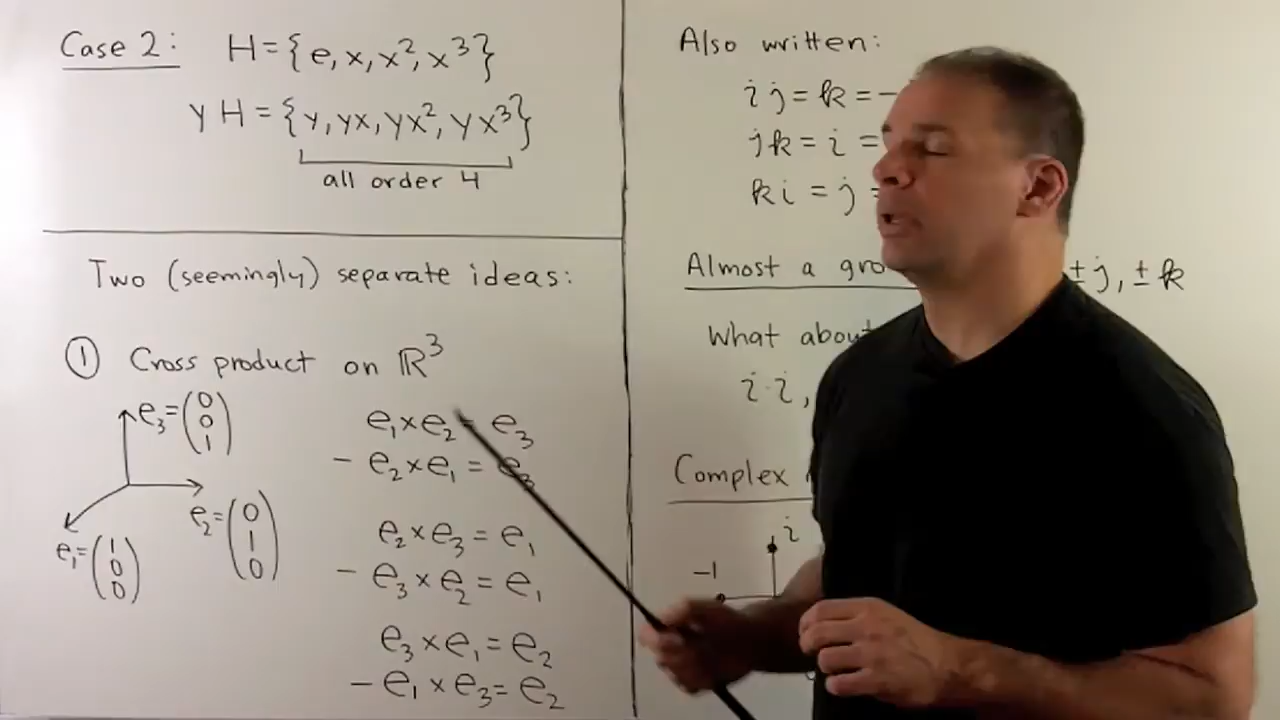 Case 2: H = {e, x, x², x³}
yH = {y, yx, yx², yx³}
all order 4
Two (seemingly) separate ideas:
① Cross product on ℝ³
e₃ = (0 0 1)
e₂ = (0 1 0)
e₁ = (1 0 0)
e₁ × e₂ = e₃
− e₂ × e₁ = e₃
e₂ × e₃ = e₁
− e₃ × e₂ = e₁
e₃ × e₁ = e₂
− e₁ × e₃ = e₂
Also written:
ij = k = −
jk = i =
ki = j =
Almost a
± j, ± k
What
i·i,
Complex
i
−1